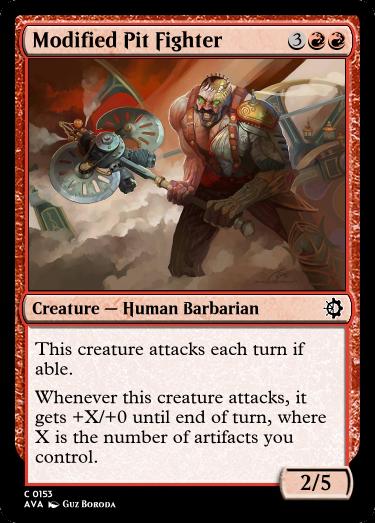 Modified Pit Fighter 3
Creature — Human Barbarian
This creature attacks each turn if
able.
Whenever this creature attacks, it
gets +X/+0 until end of turn, where
X is the number of artifacts you
control.
2/5
C 0153
AVA Guz Boroda